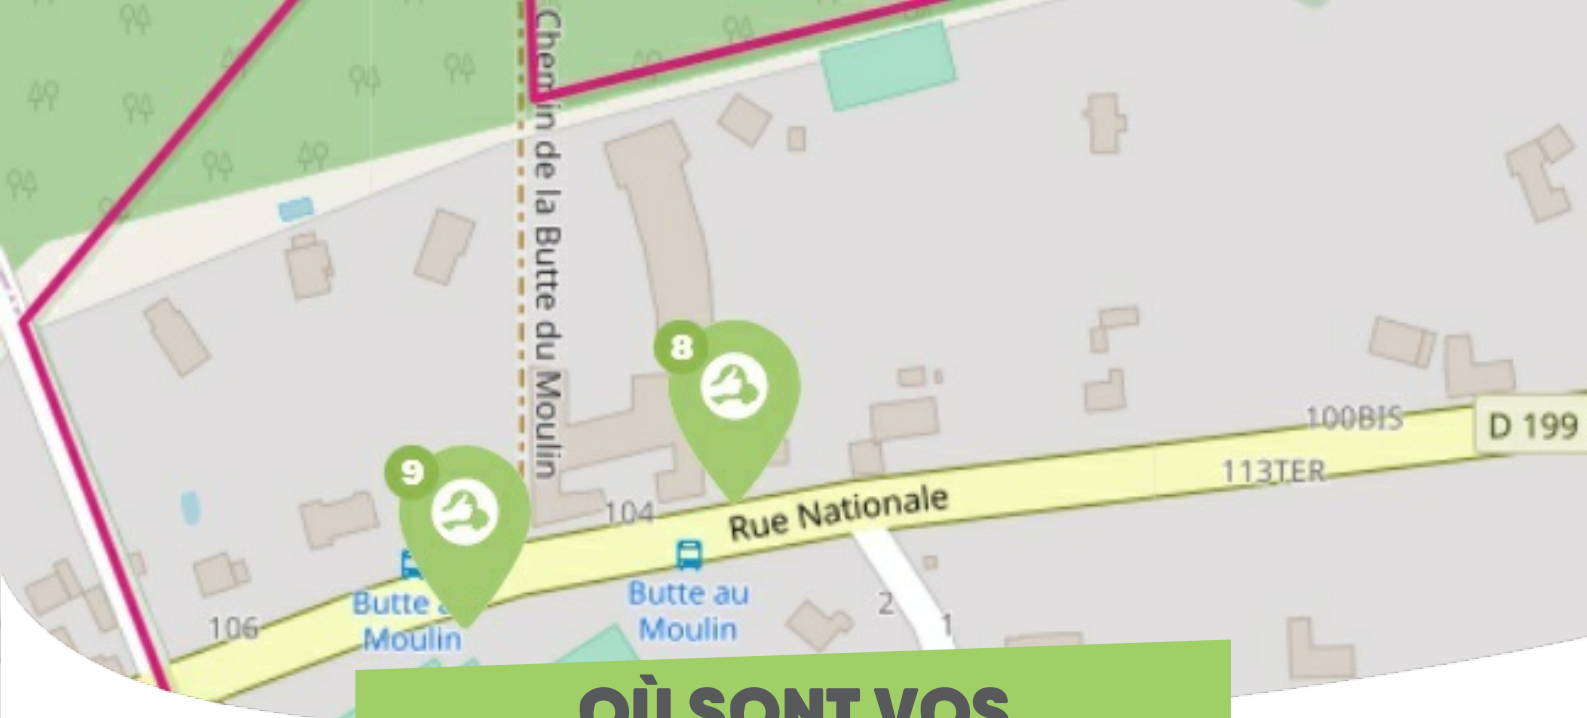 Chemin de la Butte du Moulin
8
9
100BIS
D 199
113TER
104
Rue Nationale
Butte au
Moulin
Butte a
Moulin
106
2
1
OÙ SONT VOS